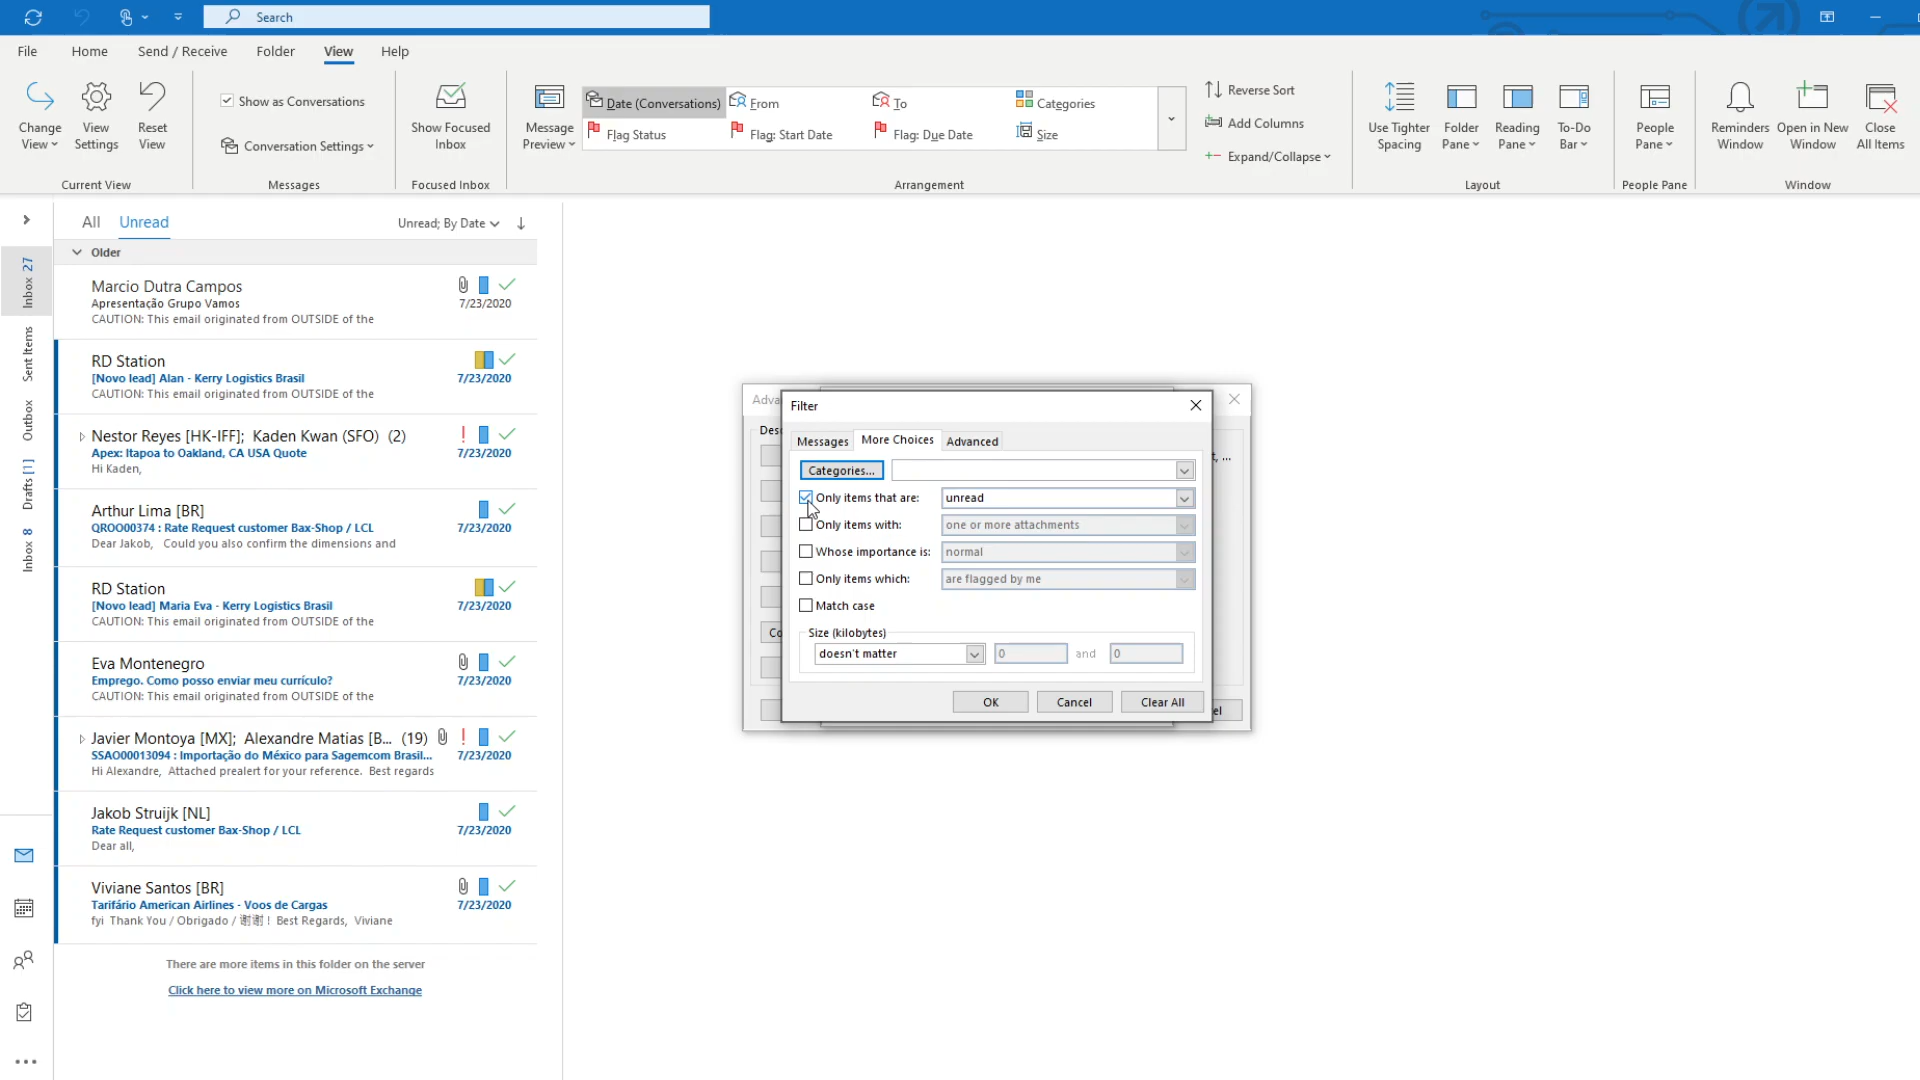 Search
File Home Send / Receive Folder View Help
Change View
View Settings
Reset View
Current View
Show as Conversations
Conversation Settings
Messages
Show Focused Inbox
Focused Inbox
Message Preview
Date (Conversations) From To Categories
Flag Status Flag: Start Date Flag: Due Date Size
Reverse Sort
Add Columns
Expand/Collapse
Arrangement
Use Tighter Spacing
Folder Pane
Reading Pane
To-Do Bar
Layout
People Pane
People Pane
Reminders Window
Open in New Window
Close All Items
Window
Inbox 27
Sent Items
Outbox
Drafts [1]
Inbox 8
All Unread Unread; By Date
Older
Marcio Dutra Campos
Apresentação Grupo Vamos 7/23/2020
CAUTION: This email originated from OUTSIDE of the
RD Station
[Novo lead] Alan - Kerry Logistics Brasil 7/23/2020
CAUTION: This email originated from OUTSIDE of the
Nestor Reyes [HK-IFF]; Kaden Kwan (SFO) (2)
Apex: Itapoa to Oakland, CA USA Quote 7/23/2020
Hi Kaden,
Arthur Lima [BR]
QROO00374 : Rate Request customer Bax-Shop / LCL 7/23/2020
Dear Jakob, Could you also confirm the dimensions and
RD Station
[Novo lead] Maria Eva - Kerry Logistics Brasil 7/23/2020
CAUTION: This email originated from OUTSIDE of the
Eva Montenegro
Emprego. Como posso enviar meu currículo? 7/23/2020
CAUTION: This email originated from OUTSIDE of the
Javier Montoya [MX]; Alexandre Matias [B... (19)
SSAO00013094 : Importação do México para Sagemcom Brasil... 7/23/2020
Hi Alexandre, Attached prealert for your reference. Best regards
Jakob Struijk [NL]
Rate Request customer Bax-Shop / LCL 7/23/2020
Dear all,
Viviane Santos [BR]
Tarifário American Airlines - Voos de Cargas 7/23/2020
fyi Thank You / Obrigado / 谢谢! Best Regards, Viviane
There are more items in this folder on the server
Click here to view more on Microsoft Exchange
Filter
Messages More Choices Advanced
Categories...
Only items that are: unread
Only items with: one or more attachments
Whose importance is: normal
Only items which: are flagged by me
Match case
Size (kilobytes)
doesn't matter 0 and 0
OK Cancel Clear All